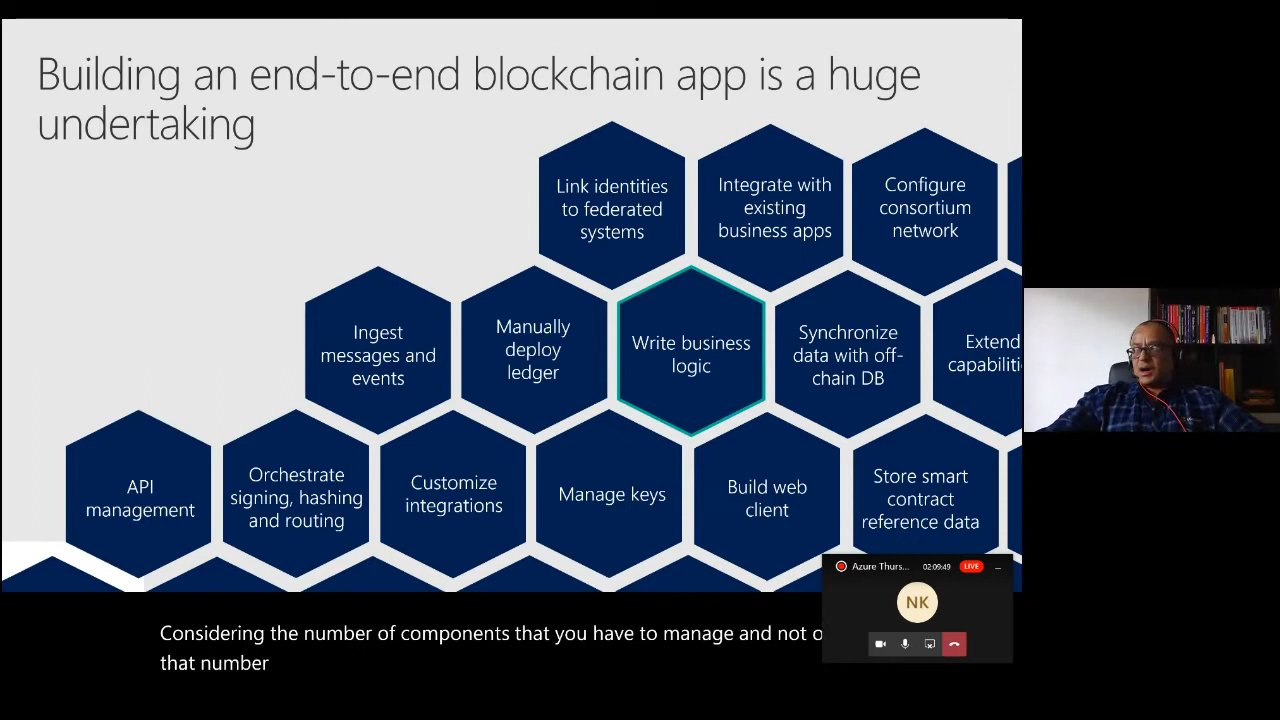 Building an end-to-end blockchain app is a huge
undertaking
Link identities
to federated
systems
Integrate with
existing
business apps
Configure
consortium
network
Ingest
messages and
events
Manually
deploy
ledger
Write business
logic
Synchronize
data with off-
chain DB
Extend
API
management
Orchestrate
signing, hashing
and routing
Customize
integrations
Manage keys
Build web
client
Store smart
contract
reference data
Azure Thurs...
02:09:49
LIVE
NK
Considering the number of components that you have to manage and not
that number